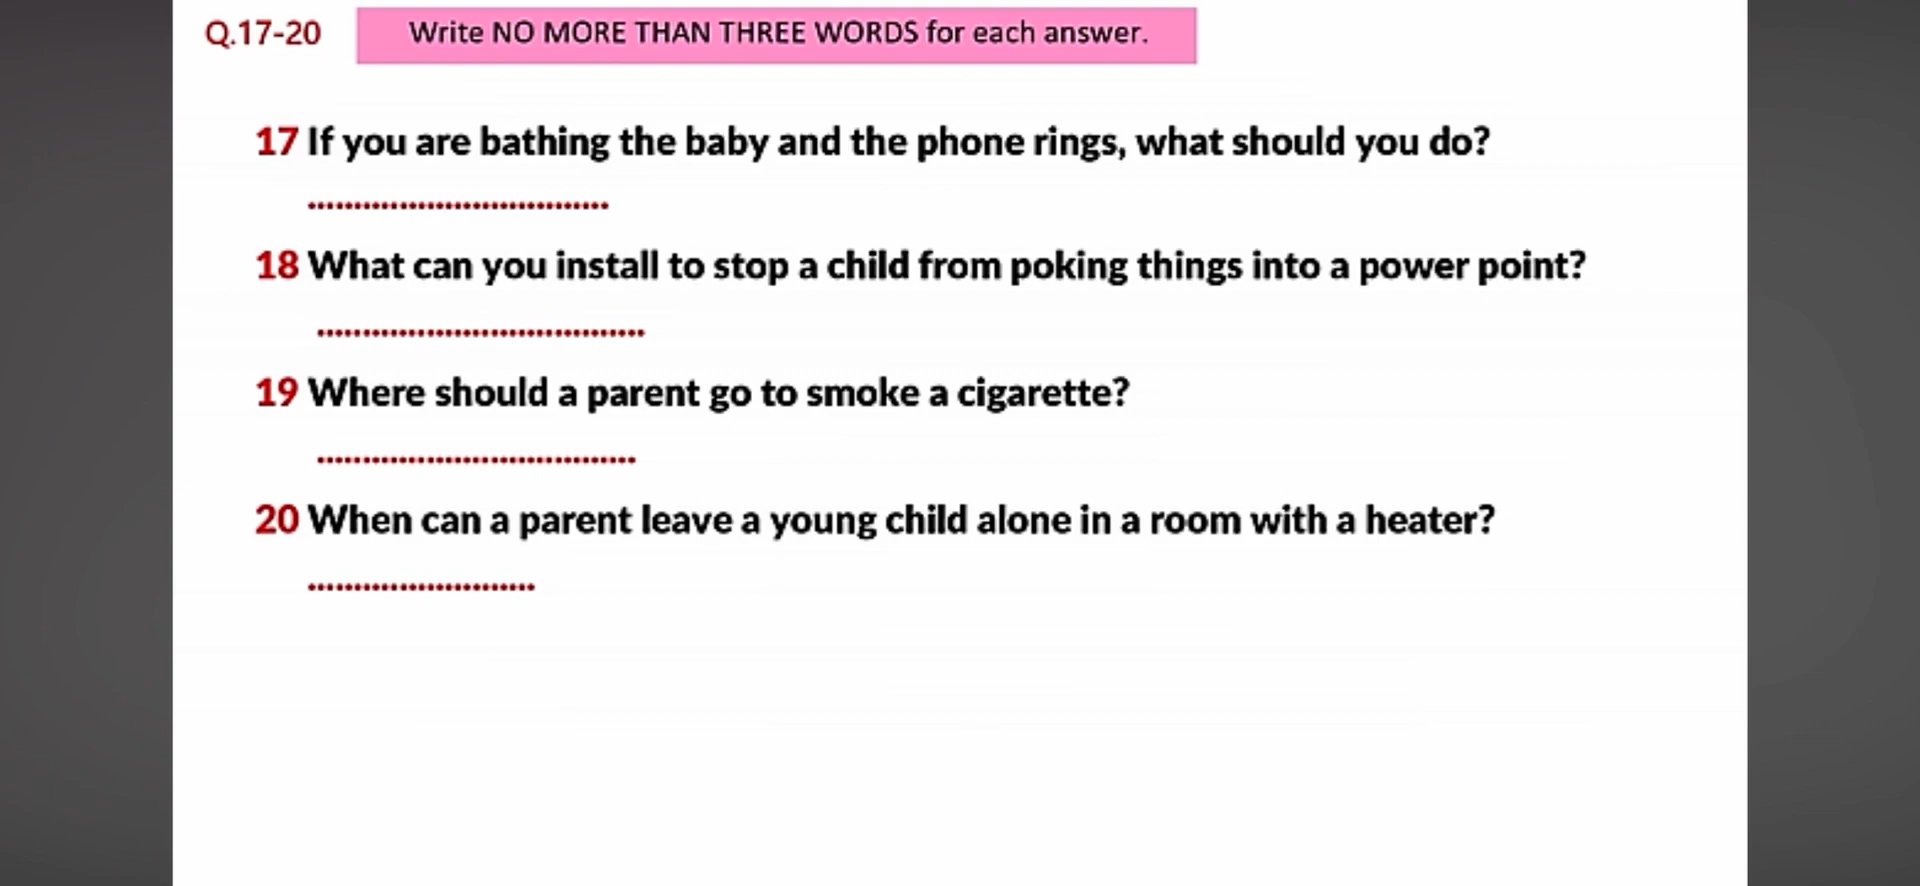 Q.17-20 Write NO MORE THAN THREE WORDS for each answer.
17 If you are bathing the baby and the phone rings, what should you do?
.................................
18 What can you install to stop a child from poking things into a power point?
....................................
19 Where should a parent go to smoke a cigarette?
...................................
20 When can a parent leave a young child alone in a room with a heater?
.........................